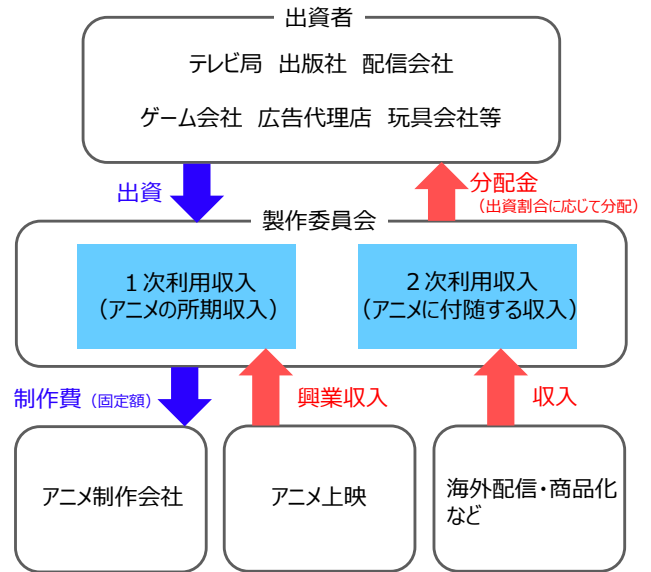 出資者
テレビ局 出版社 配信会社
ゲーム会社 広告代理店 玩具会社等
出資
分配金
（出資割合に応じて分配）
製作委員会
１次利用収入
（アニメの所期収入）
２次利用収入
（アニメに付随する収入）
制作費（固定額）
興業収入
収入
アニメ制作会社
アニメ上映
海外配信・商品化
など